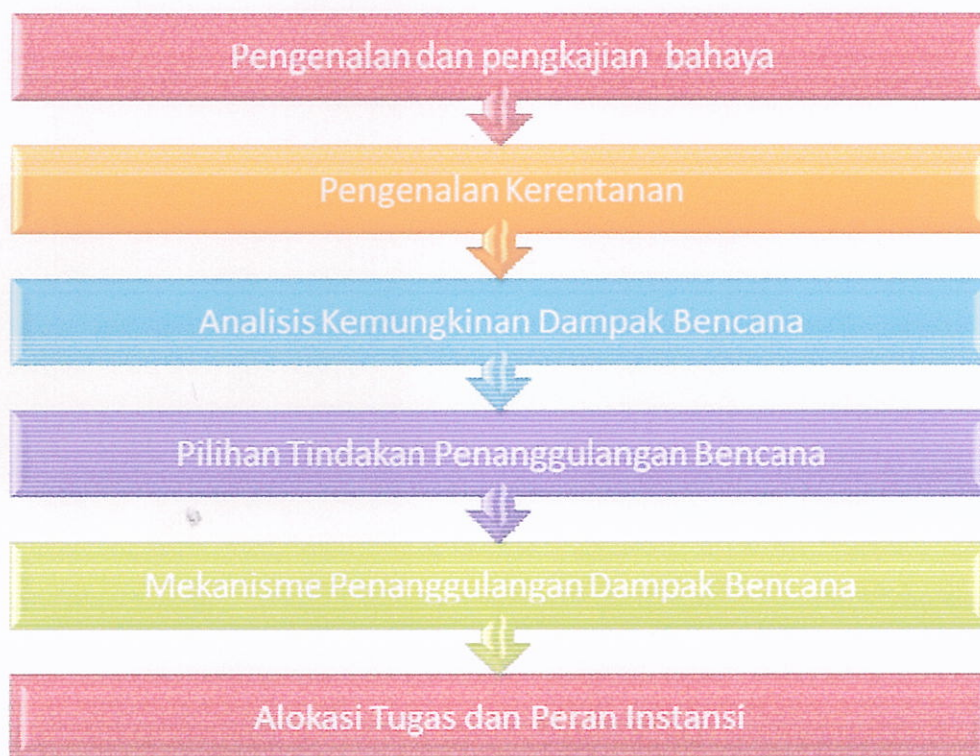 Pengenalan dan pengkajian bahaya
Pengenalan Kerentanan
Analisis Kemungkinan Dampak Bencana
Pilihan Tindakan Penanggulangan Bencana
Mekanisme Penanggulangan Dampak Bencana
Alokasi Tugas dan Peran Instansi